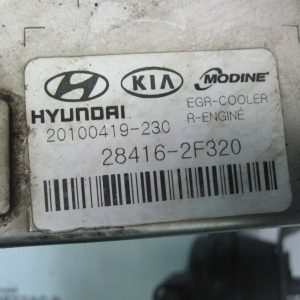 HYUNDAI KIA MODINE
EGR-COOLER
20100419-230 R-ENGINE
28416-2F320